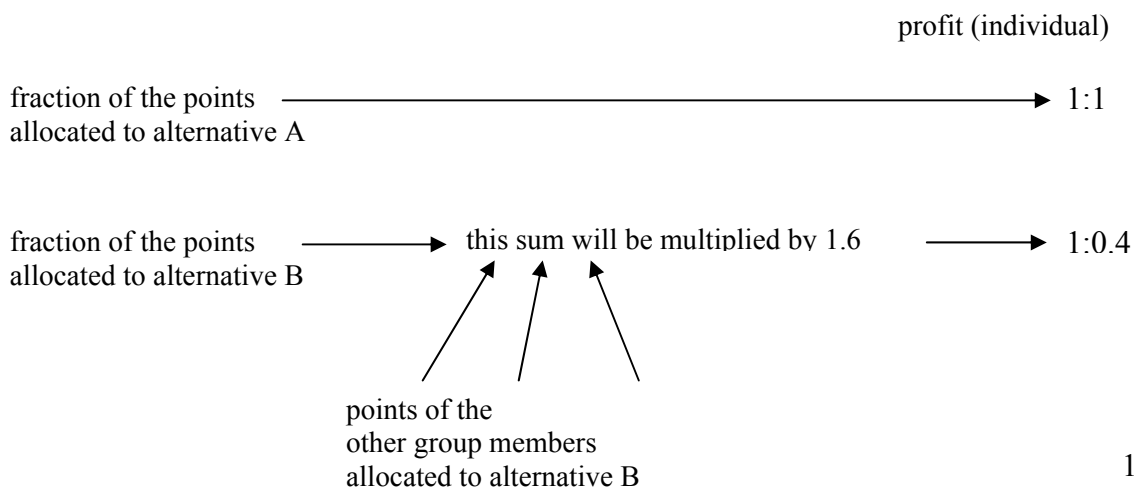 profit (individual)
fraction of the points
allocated to alternative A
1:1
fraction of the points
allocated to alternative B
this sum will be multiplied by 1.6
1:0.4
points of the
other group members
allocated to alternative B
1